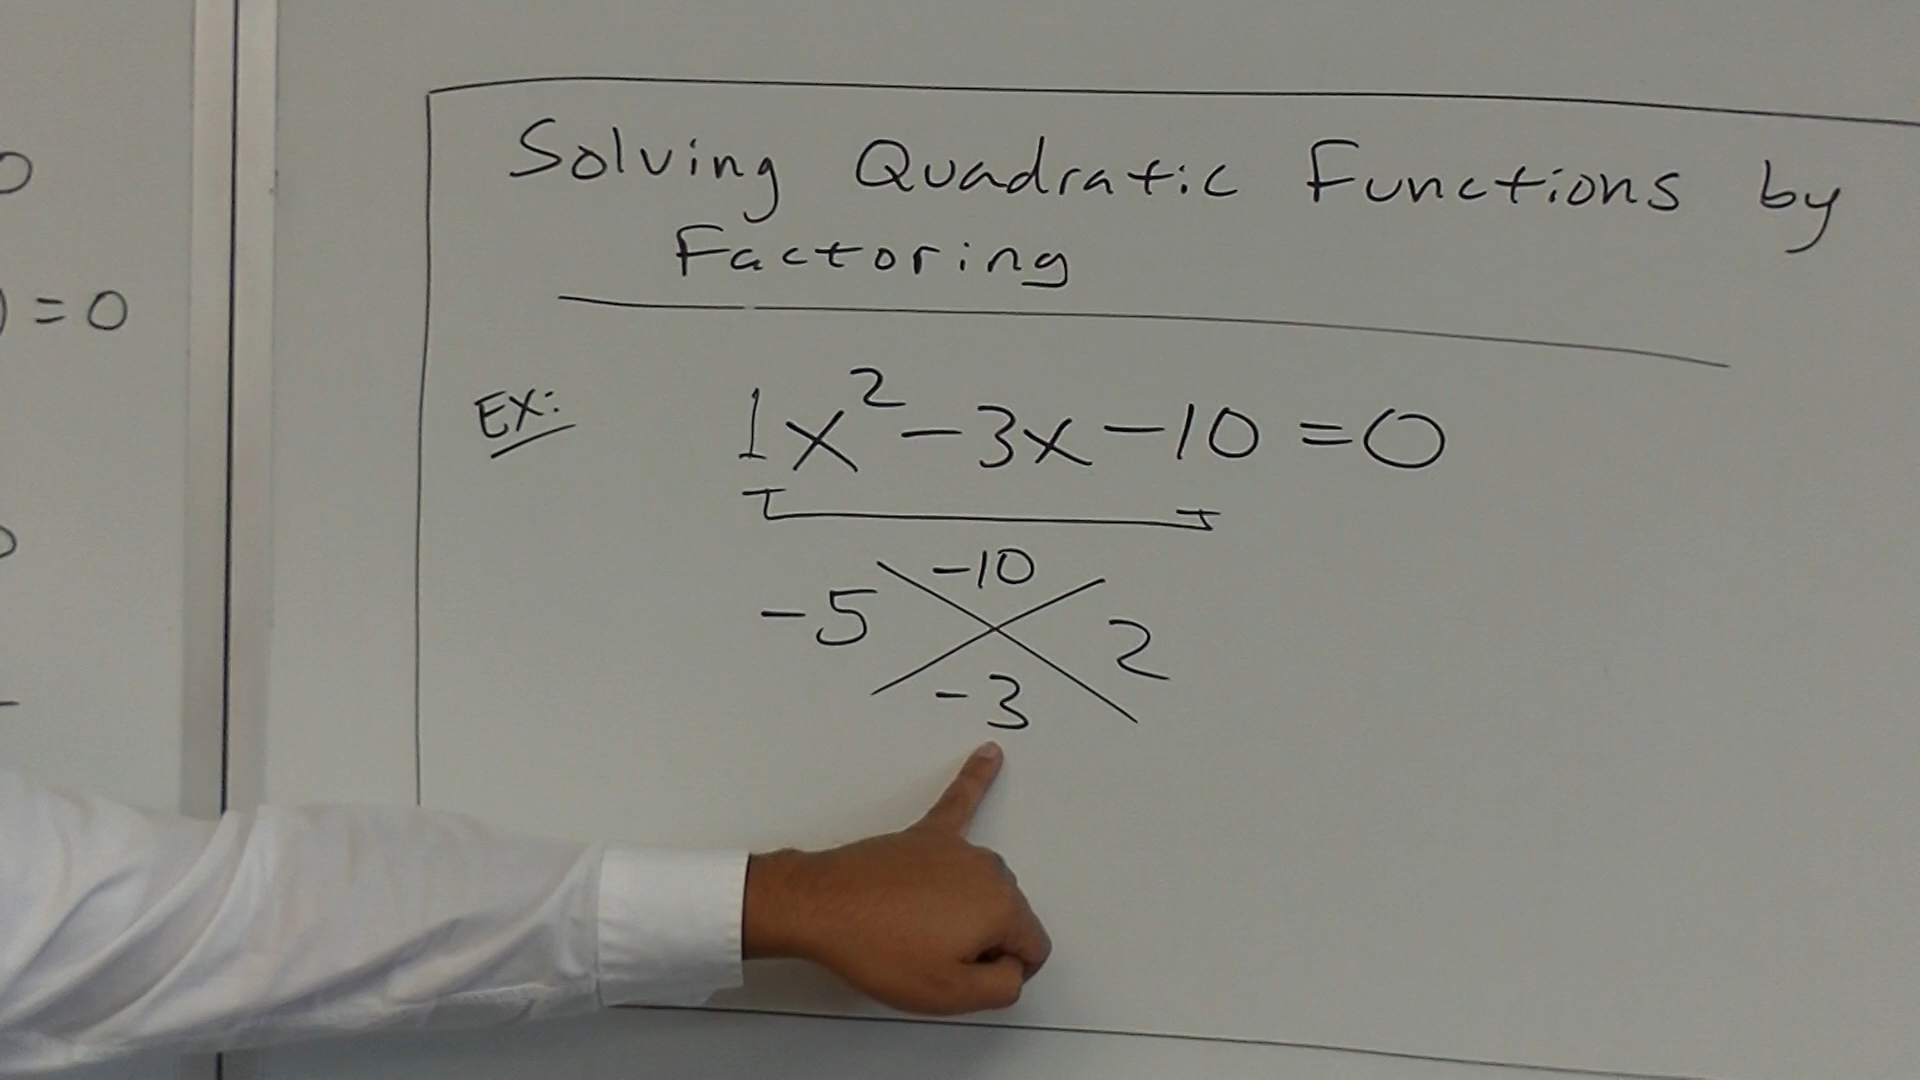 Solving Quadratic Functions by
Factoring
) = 0
EX: 1x² - 3x - 10 = 0
-10
-5 2
-3